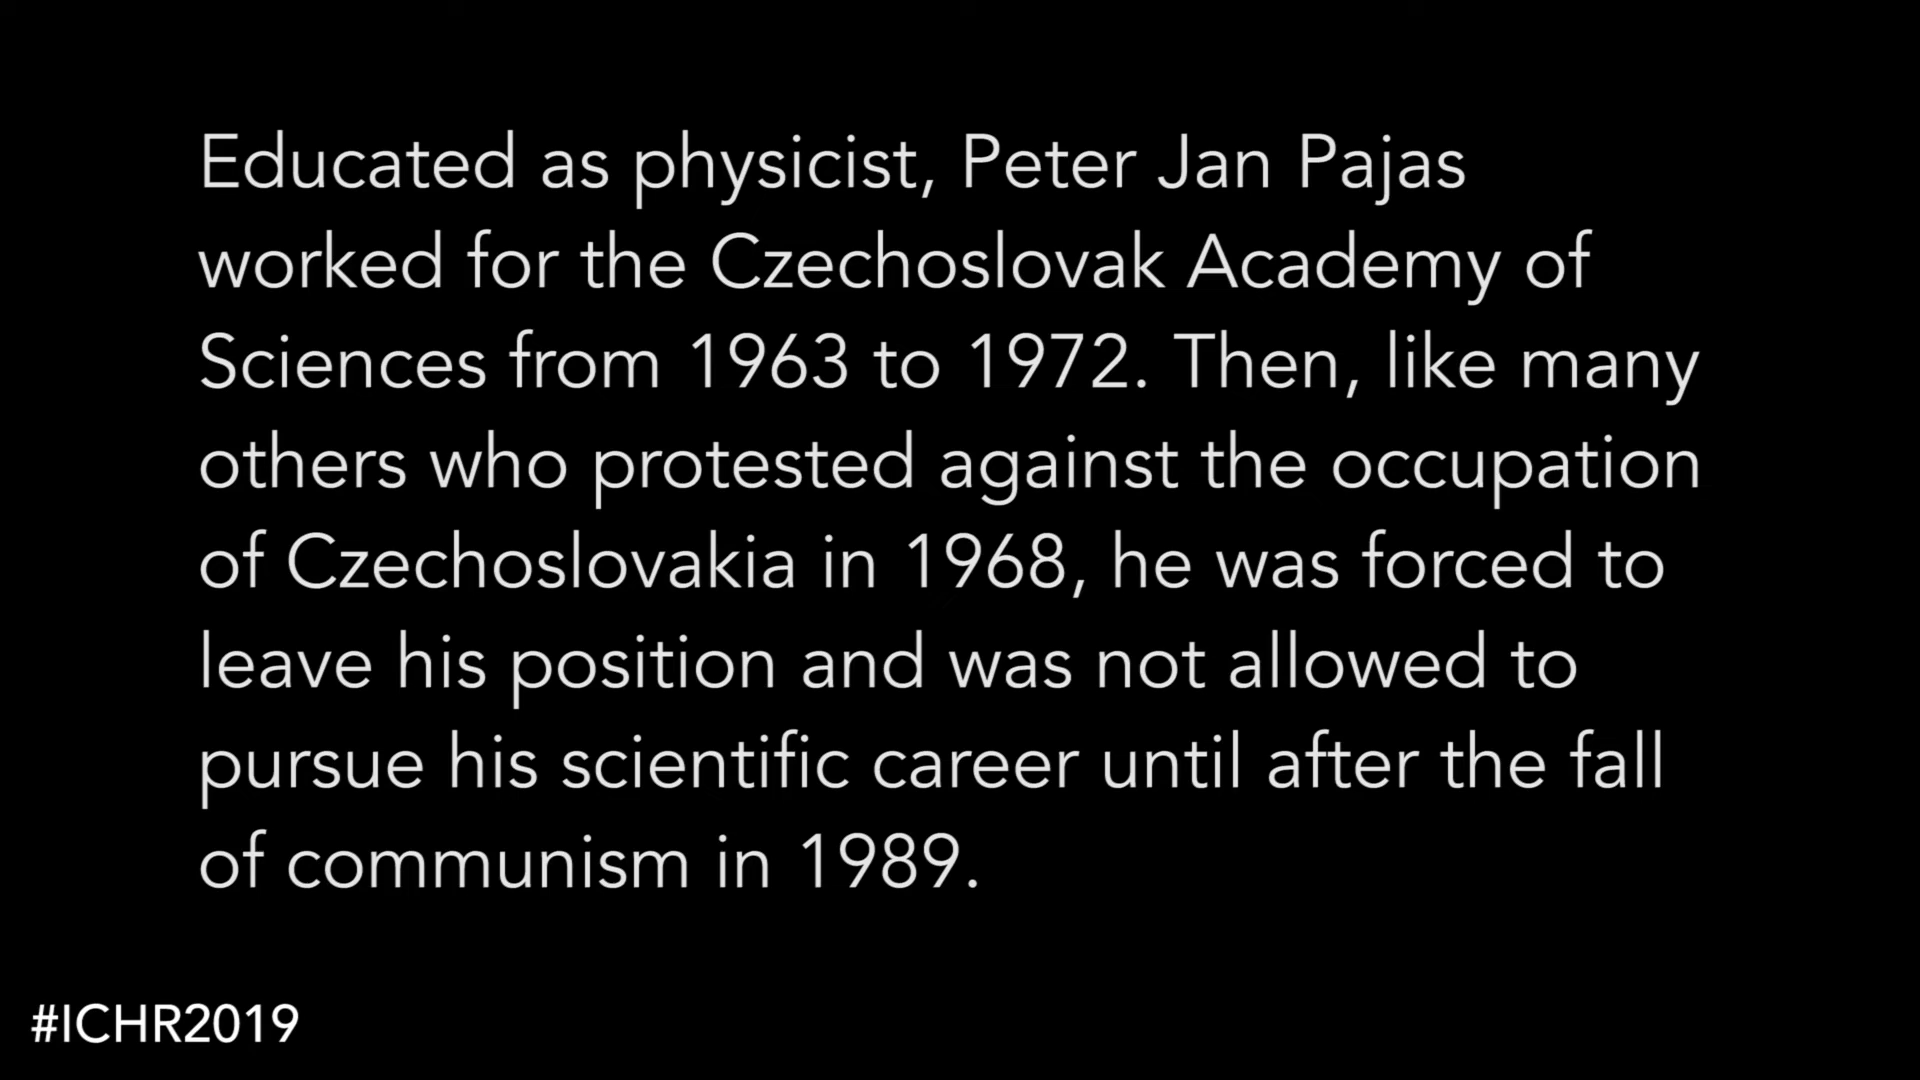 Educated as physicist, Peter Jan Pajas
worked for the Czechoslovak Academy of
Sciences from 1963 to 1972. Then, like many
others who protested against the occupation
of Czechoslovakia in 1968, he was forced to
leave his position and was not allowed to
pursue his scientific career until after the fall
of communism in 1989.
#ICHR2019